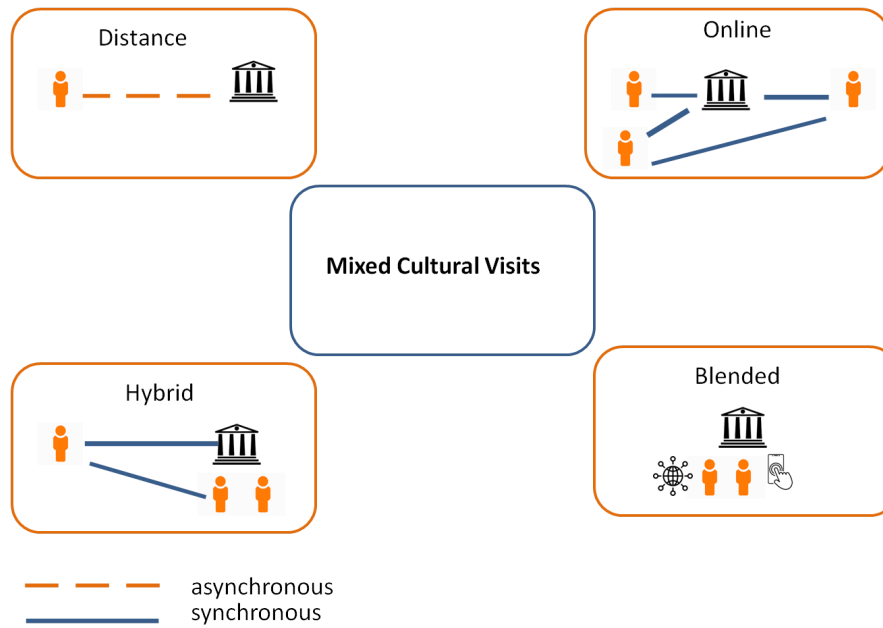 Distance
Online
Mixed Cultural Visits
Hybrid
Blended
asynchronous
synchronous